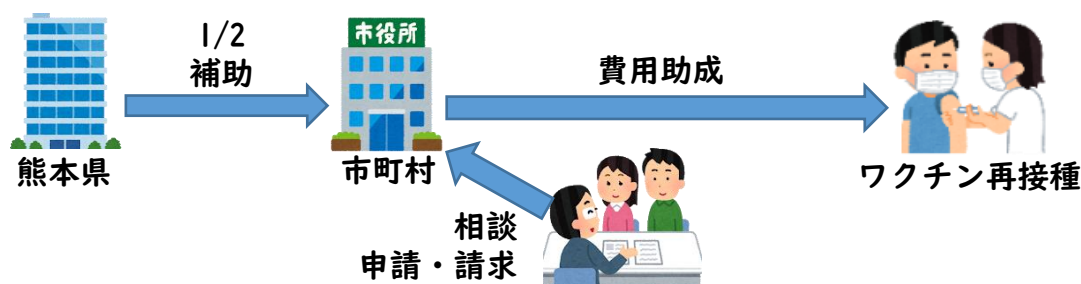 1/2
補助
市役所
費用助成
熊本県
市町村
ワクチン再接種
相談
申請・請求